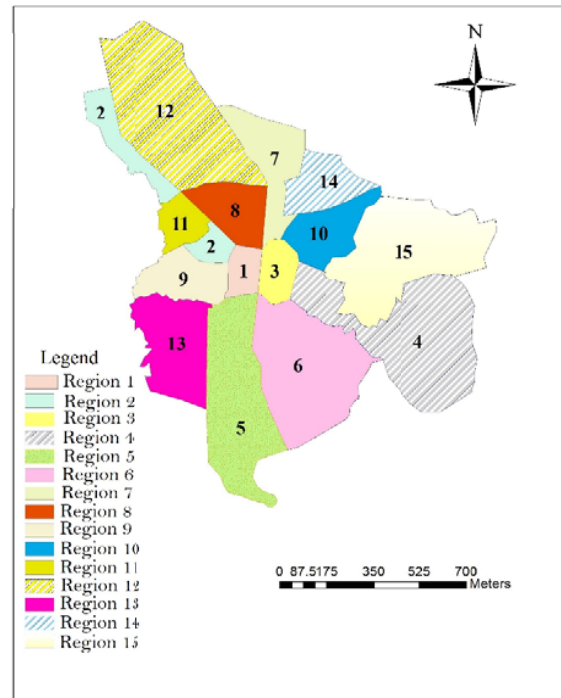 N
12
2
7
14
8
11
10
2
15
1
3
9
4
13
6
5
Legend
Region 1
Region 2
Region 3
Region 4
Region 5
Region 6
Region 7
Region 8
Region 9
Region 10
Region 11
Region 12
Region 13
Region 14
Region 15
0 87.5175 350 525 700
Meters